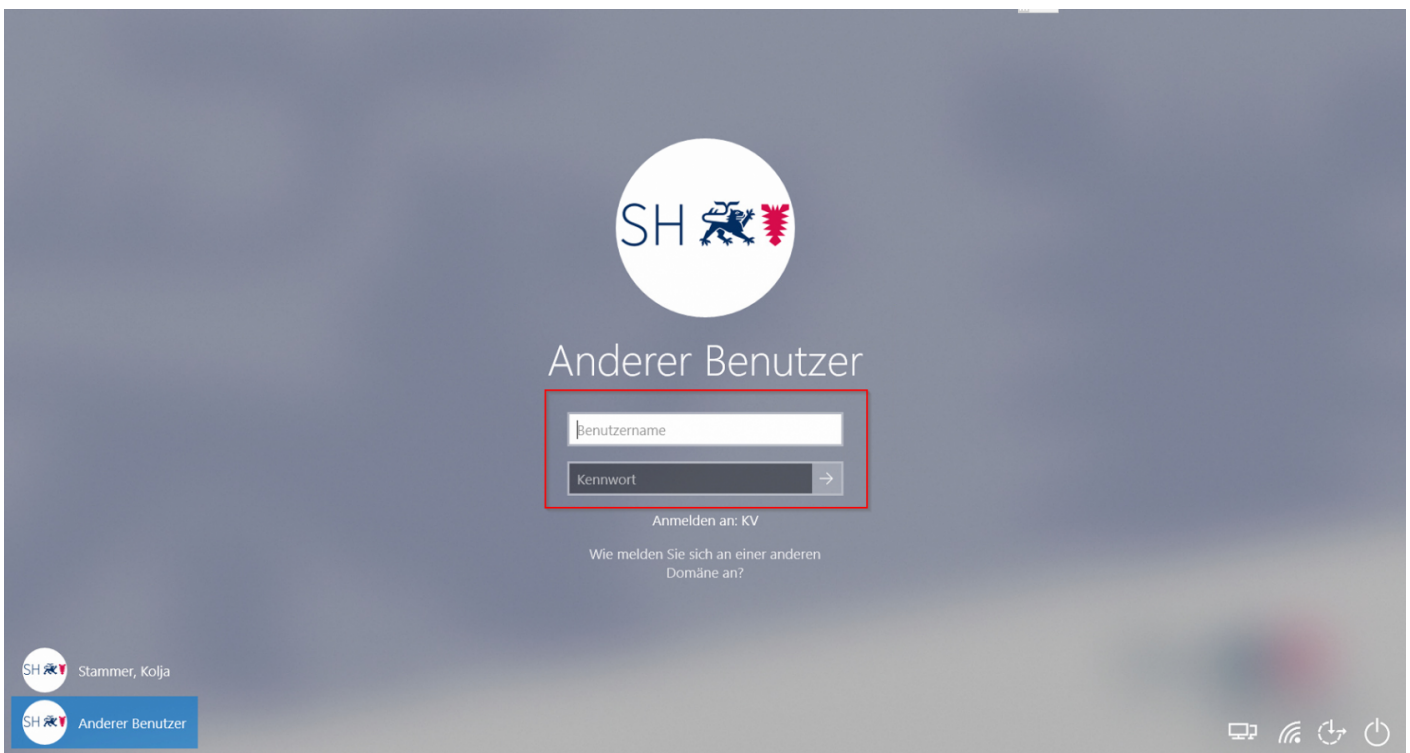 SH
Anderer Benutzer
Benutzername
Kennwort
Anmelden an: KV
Wie melden Sie sich an einer anderen
Domäne an?
SH Stammer, Kolja
SH Anderer Benutzer